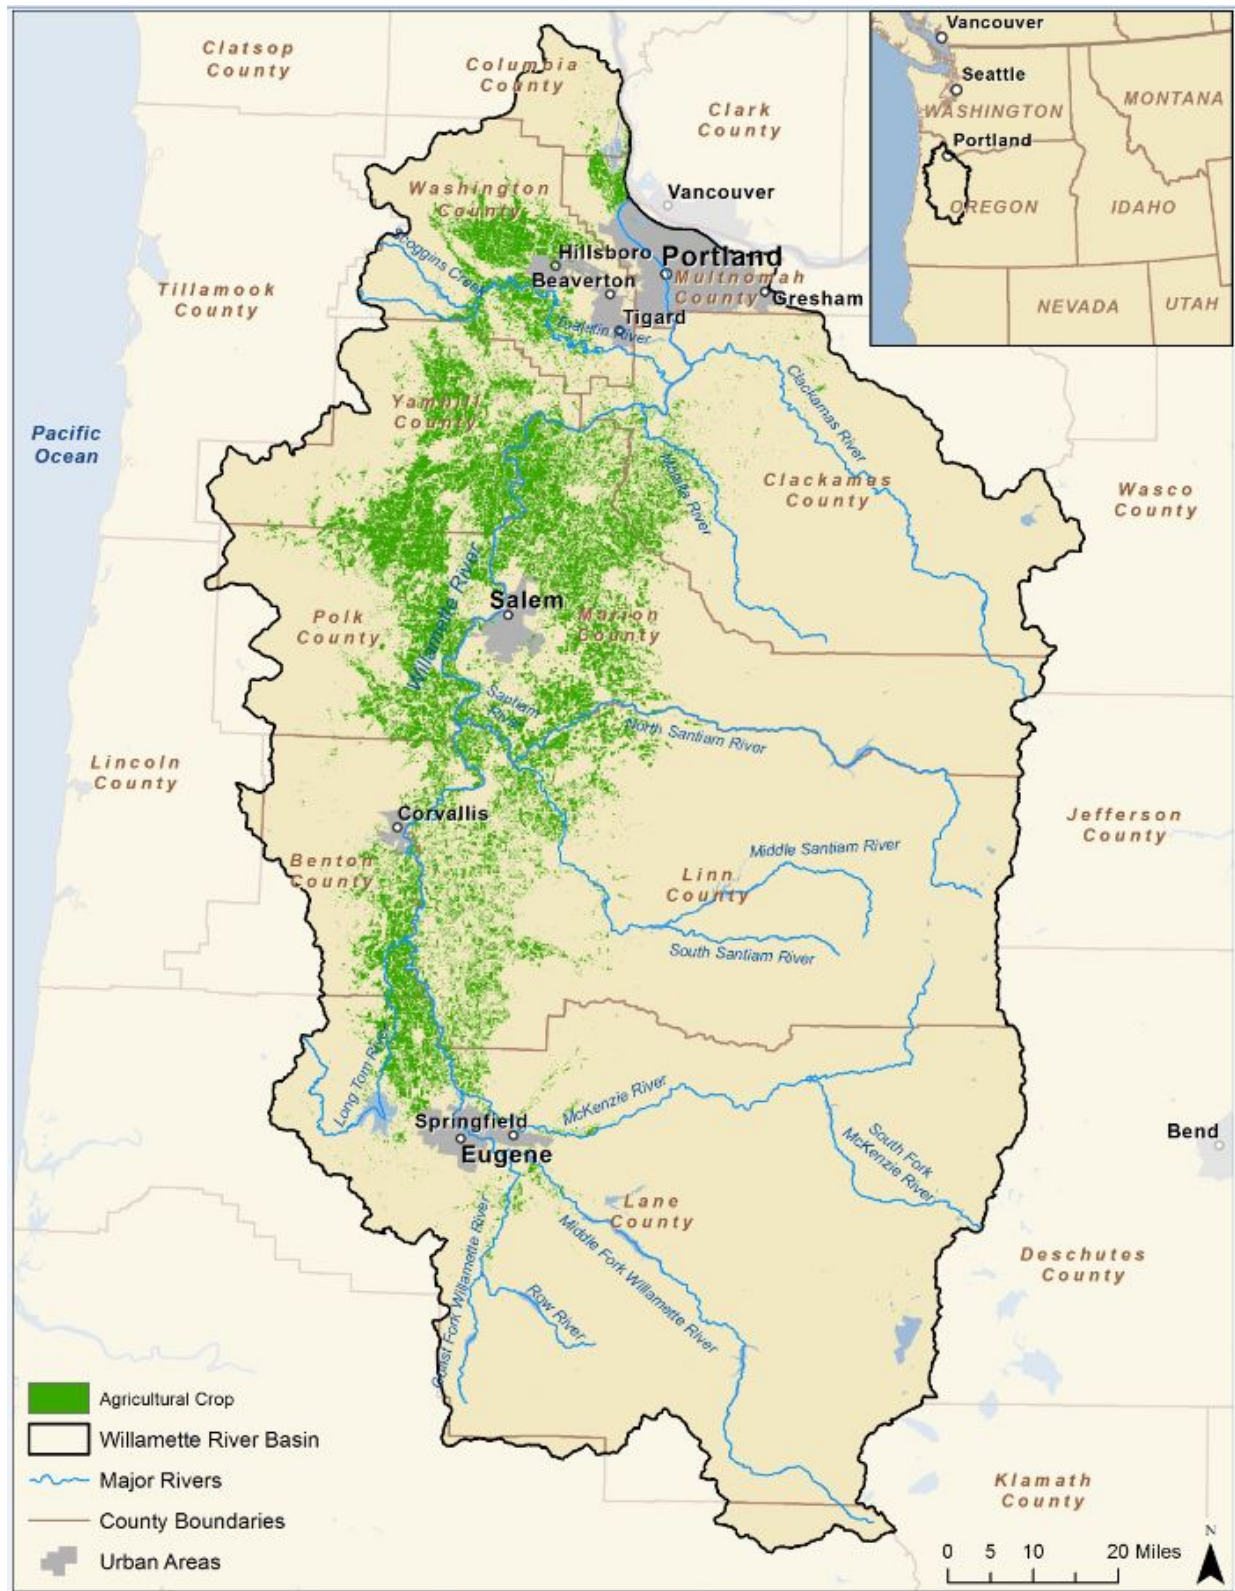 Clatsop
County
Columbia
County
Clark
County
Vancouver
Seattle
WASHINGTON
MONTANA
Portland
OREGON
IDAHO
NEVADA
UTAH
Washington
County
Vancouver
Scoggins Creek
Hillsboro
Portland
Beaverton
Multnomah
County
Gresham
Tillamook
County
Tigard
Tualatin River
Clackamas River
Yamhill
County
Pacific
Ocean
Molalla River
Clackamas
County
Wasco
County
Willamette River
Salem
Polk
County
Marion
County
Santiam
River
North Santiam River
Lincoln
County
Corvallis
Jefferson
County
Middle Santiam River
Benton
County
Linn
County
South Santiam River
Long Tom River
McKenzie River
Springfield
Eugene
South Fork
McKenzie River
Bend
Lane
County
Coast Fork Willamette River
Middle Fork Willamette River
Row River
Deschutes
County
Klamath
County
Agricultural Crop
Willamette River Basin
Major Rivers
County Boundaries
Urban Areas
N
0 5 10 20 Miles